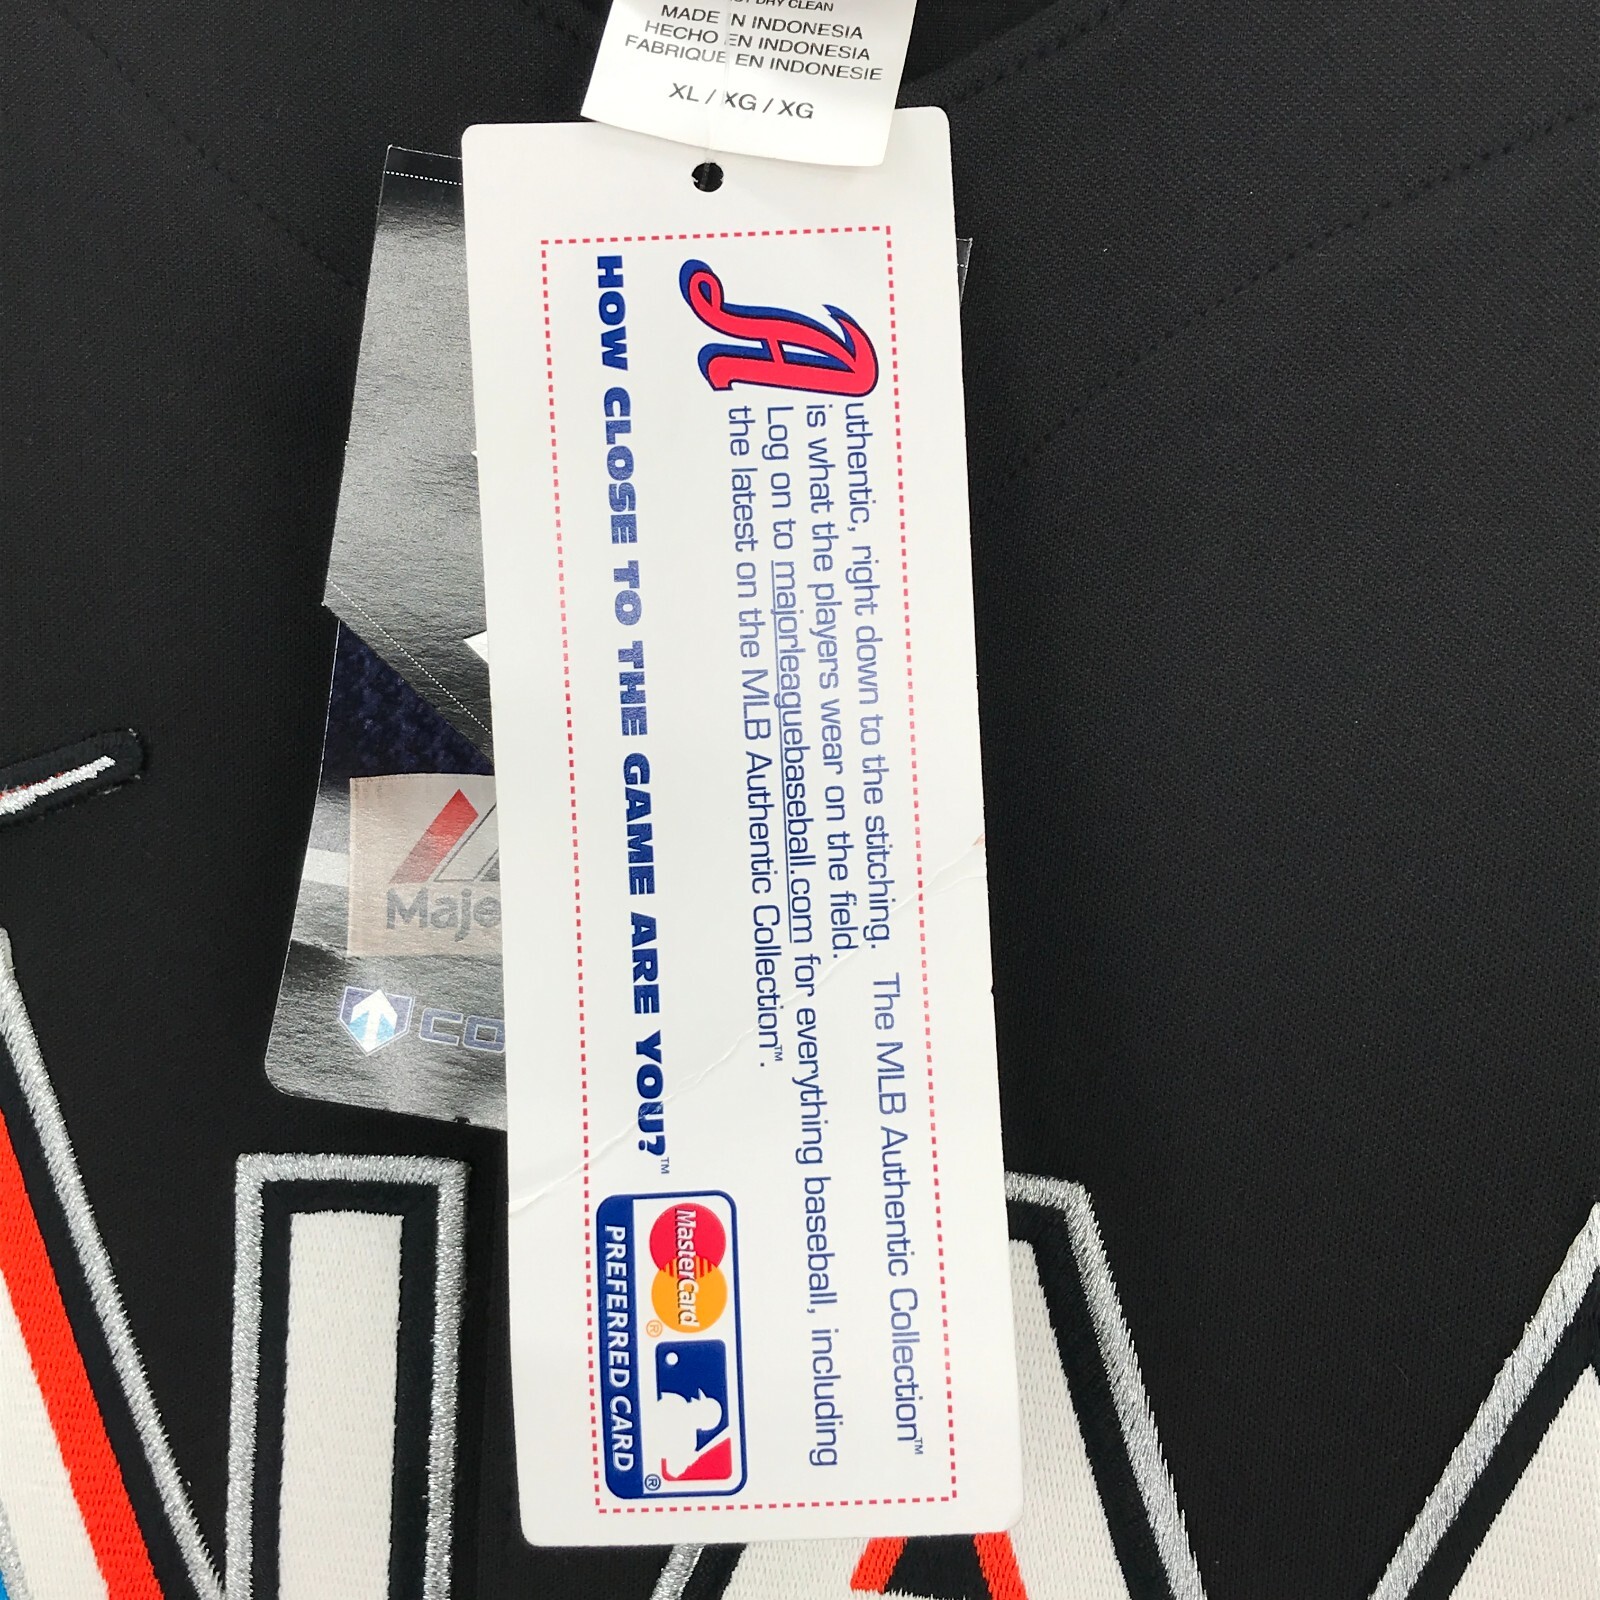 DRY CLEAN
MADE IN INDONESIA
HECHO EN INDONESIA
FABRIQUE EN INDONESIE
XL / XG / XG
Authentic, right down to the stitching. The MLB Authentic Collection™
is what the players wear on the field.
Log on to majorleaguebaseball.com for everything baseball, including
the latest on the MLB Authentic Collection™.
HOW CLOSE TO THE GAME ARE YOU?™
MasterCard®
®
PREFERRED CARD
Maje
CO